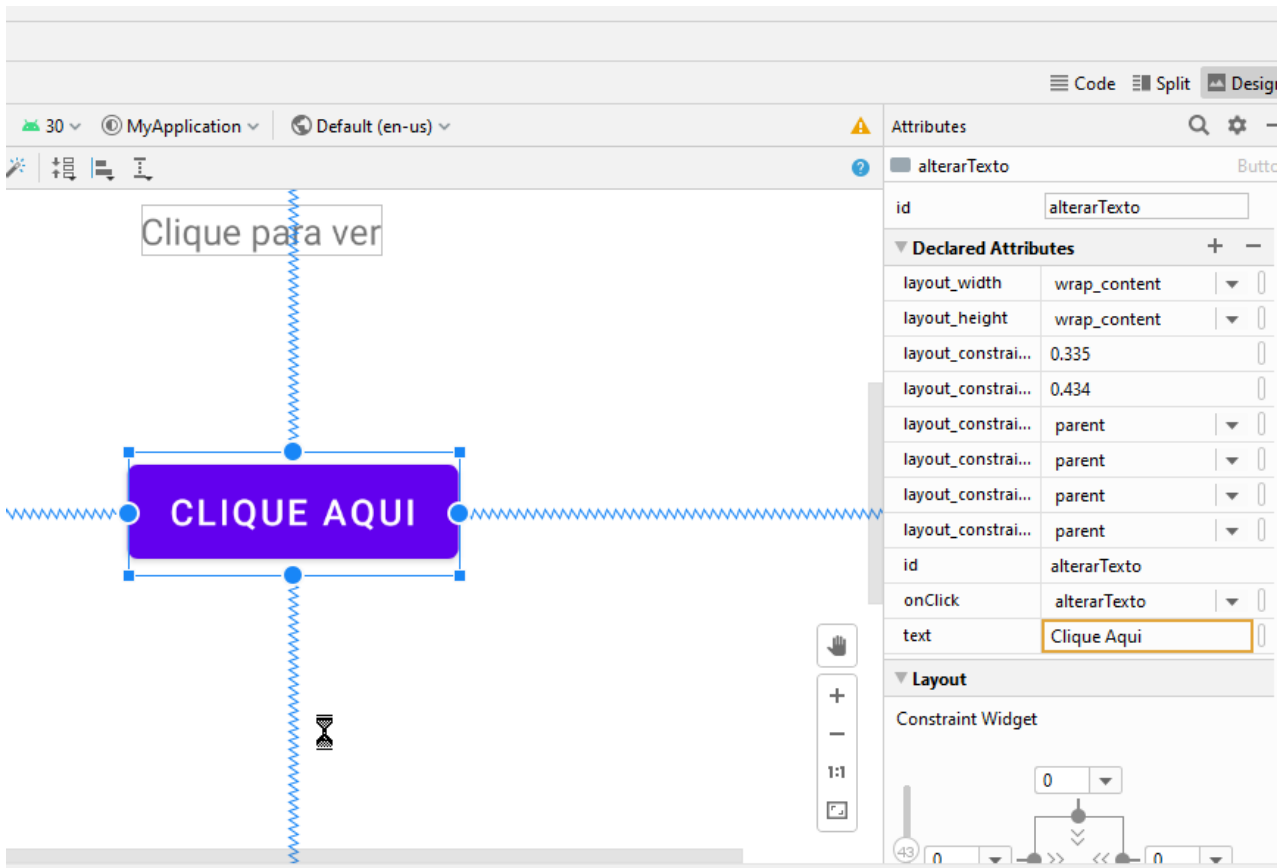 Code Split Design
30 MyApplication Default (en-us) Attributes
alterarTexto Butto
Clique para ver
id alterarTexto
Declared Attributes
layout_width wrap_content
layout_height wrap_content
layout_constrai... 0.335
layout_constrai... 0.434
layout_constrai... parent
layout_constrai... parent
layout_constrai... parent
layout_constrai... parent
CLIQUE AQUI
id alterarTexto
onClick alterarTexto
text Clique Aqui
Layout
Constraint Widget
1:1
0
43 0 0